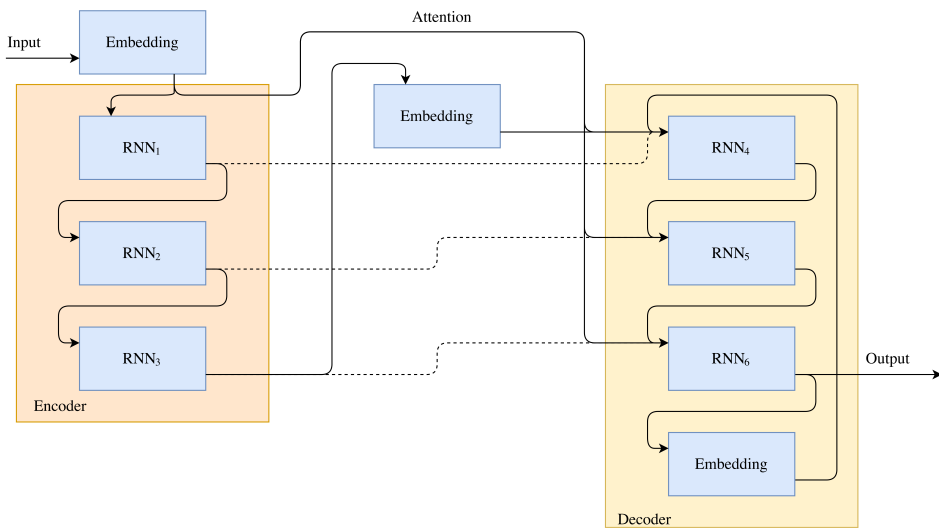 Attention
Input
Embedding
Embedding
RNN₁
RNN₄
RNN₂
RNN₅
RNN₃
RNN₆
Output
Encoder
Embedding
Decoder